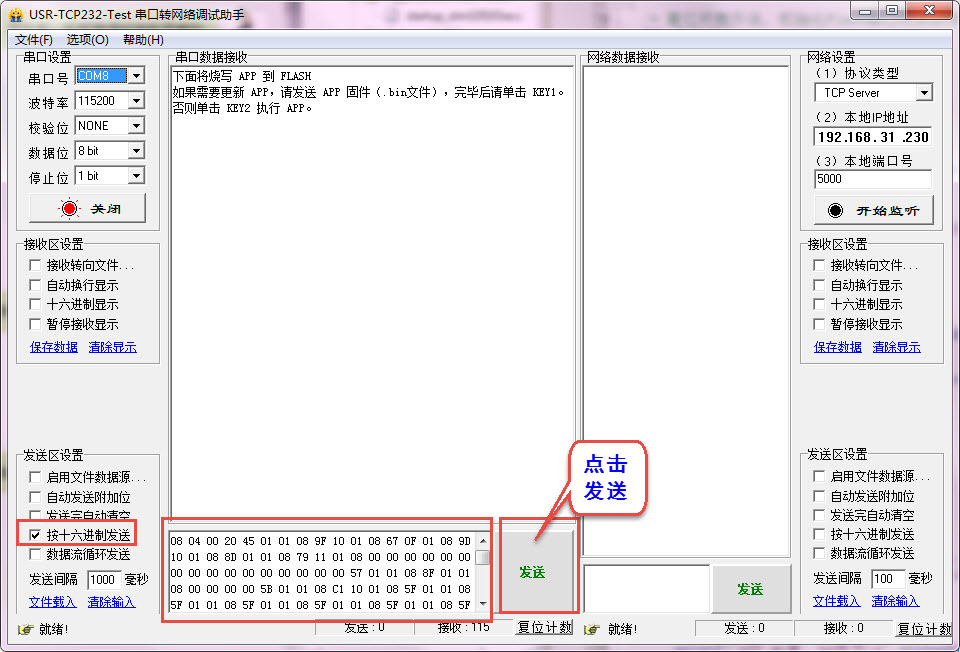 USR-TCP232-Test 串口转网络调试助手
文件(F) 选项(O) 帮助(H)
串口设置
串口号 COM8
波特率 115200
校验位 NONE
数据位 8 bit
停止位 1 bit
关闭
接收区设置
接收转向文件...
自动换行显示
十六进制显示
暂停接收显示
保存数据 清除显示
发送区设置
启用文件数据源...
自动发送附加位
发送完自动清空
按十六进制发送
数据流循环发送
发送间隔 1000 毫秒
文件载入 清除输入
就绪!
串口数据接收
下面将烧写 APP 到 FLASH
如果需要更新 APP，请发送 APP 固件（.bin文件），完毕后请单击 KEY1。
否则单击 KEY2 执行 APP。
08 04 00 20 45 01 01 08 9F 10 01 08 67 0F 01 08 9D
10 01 08 8D 01 01 08 79 11 01 08 00 00 00 00 00 00
00 00 00 00 00 00 00 00 00 00 57 01 01 08 8F 01 01
08 00 00 00 00 5B 01 01 08 C1 10 01 08 5F 01 01 08
5F 01 01 08 5F 01 01 08 5F 01 01 08 5F 01 01 08 5F
发送
点击
发送
发送 : 0 接收 : 115 复位计数
网络数据接收
发送
就绪!
发送 : 0 接收 : 0 复位计数
网络设置
（1）协议类型
TCP Server
（2）本地IP地址
192.168.31.230
（3）本地端口号
5000
开始监听
接收区设置
接收转向文件...
自动换行显示
十六进制显示
暂停接收显示
保存数据 清除显示
发送区设置
启用文件数据源...
自动发送附加位
发送完自动清空
按十六进制发送
数据流循环发送
发送间隔 100 毫秒
文件载入 清除输入